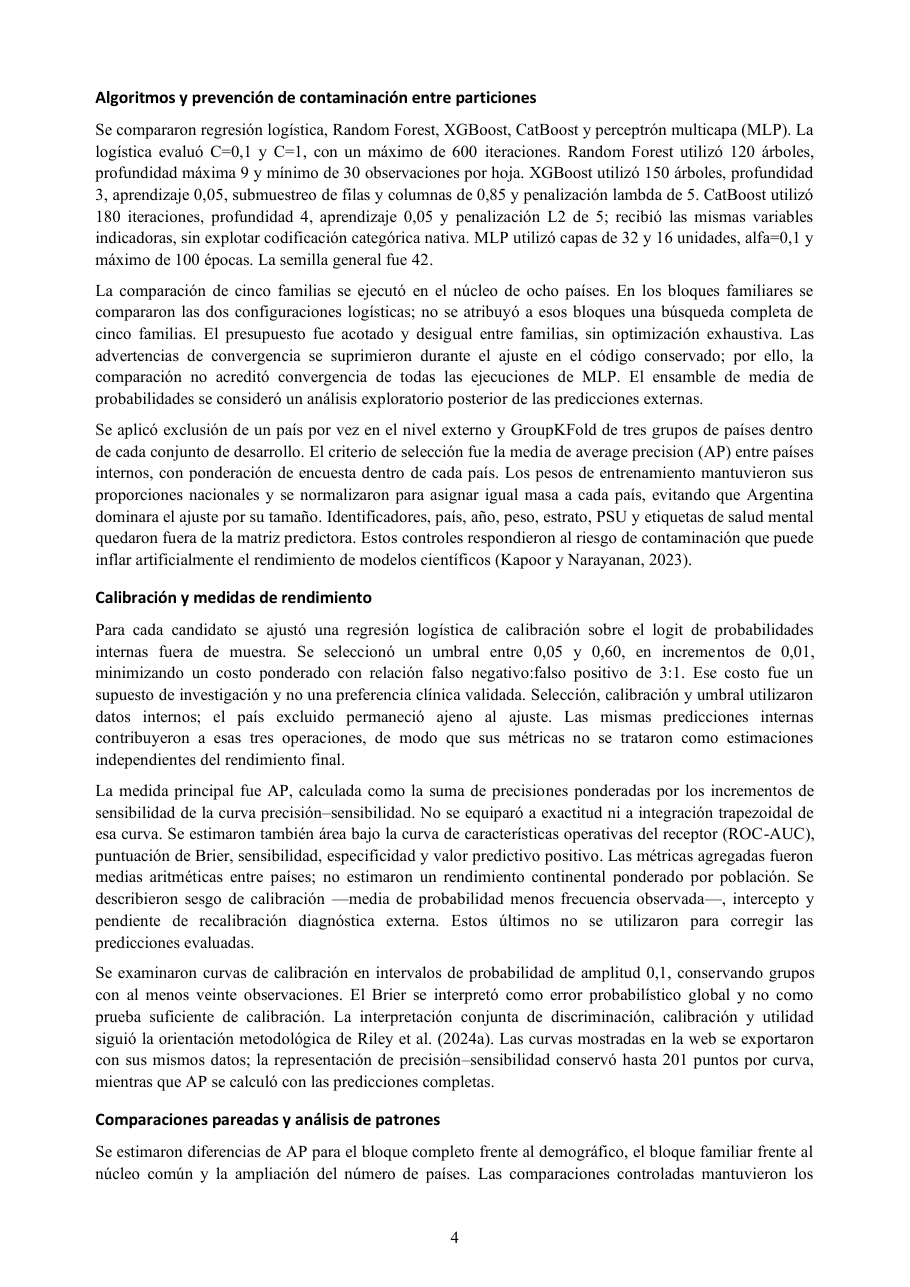 Algoritmos y prevención de contaminación entre particiones
Se compararon regresión logística, Random Forest, XGBoost, CatBoost y perceptrón multicapa (MLP). La
logística evaluó C=0,1 y C=1, con un máximo de 600 iteraciones. Random Forest utilizó 120 árboles,
profundidad máxima 9 y mínimo de 30 observaciones por hoja. XGBoost utilizó 150 árboles, profundidad
3, aprendizaje 0,05, submuestreo de filas y columnas de 0,85 y penalización lambda de 5. CatBoost utilizó
180 iteraciones, profundidad 4, aprendizaje 0,05 y penalización L2 de 5; recibió las mismas variables
indicadoras, sin explotar codificación categórica nativa. MLP utilizó capas de 32 y 16 unidades, alfa=0,1 y
máximo de 100 épocas. La semilla general fue 42.
La comparación de cinco familias se ejecutó en el núcleo de ocho países. En los bloques familiares se
compararon las dos configuraciones logísticas; no se atribuyó a esos bloques una búsqueda completa de
cinco familias. El presupuesto fue acotado y desigual entre familias, sin optimización exhaustiva. Las
advertencias de convergencia se suprimieron durante el ajuste en el código conservado; por ello, la
comparación no acreditó convergencia de todas las ejecuciones de MLP. El ensamble de media de
probabilidades se consideró un análisis exploratorio posterior de las predicciones externas.
Se aplicó exclusión de un país por vez en el nivel externo y GroupKFold de tres grupos de países dentro
de cada conjunto de desarrollo. El criterio de selección fue la media de average precision (AP) entre países
internos, con ponderación de encuesta dentro de cada país. Los pesos de entrenamiento mantuvieron sus
proporciones nacionales y se normalizaron para asignar igual masa a cada país, evitando que Argentina
dominara el ajuste por su tamaño. Identificadores, país, año, peso, estrato, PSU y etiquetas de salud mental
quedaron fuera de la matriz predictora. Estos controles respondieron al riesgo de contaminación que puede
inflar artificialmente el rendimiento de modelos científicos (Kapoor y Narayanan, 2023).
Calibración y medidas de rendimiento
Para cada candidato se ajustó una regresión logística de calibración sobre el logit de probabilidades
internas fuera de muestra. Se seleccionó un umbral entre 0,05 y 0,60, en incrementos de 0,01,
minimizando un costo ponderado con relación falso negativo:falso positivo de 3:1. Ese costo fue un
supuesto de investigación y no una preferencia clínica validada. Selección, calibración y umbral utilizaron
datos internos; el país excluido permaneció ajeno al ajuste. Las mismas predicciones internas
contribuyeron a esas tres operaciones, de modo que sus métricas no se trataron como estimaciones
independientes del rendimiento final.
La medida principal fue AP, calculada como la suma de precisiones ponderadas por los incrementos de
sensibilidad de la curva precisión–sensibilidad. No se equiparó a exactitud ni a integración trapezoidal de
esa curva. Se estimaron también área bajo la curva de características operativas del receptor (ROC-AUC),
puntuación de Brier, sensibilidad, especificidad y valor predictivo positivo. Las métricas agregadas fueron
medias aritméticas entre países; no estimaron un rendimiento continental ponderado por población. Se
describieron sesgo de calibración —media de probabilidad menos frecuencia observada—, intercepto y
pendiente de recalibración diagnóstica externa. Estos últimos no se utilizaron para corregir las
predicciones evaluadas.
Se examinaron curvas de calibración en intervalos de probabilidad de amplitud 0,1, conservando grupos
con al menos veinte observaciones. El Brier se interpretó como error probabilístico global y no como
prueba suficiente de calibración. La interpretación conjunta de discriminación, calibración y utilidad
siguió la orientación metodológica de Riley et al. (2024a). Las curvas mostradas en la web se exportaron
con sus mismos datos; la representación de precisión–sensibilidad conservó hasta 201 puntos por curva,
mientras que AP se calculó con las predicciones completas.
Comparaciones pareadas y análisis de patrones
Se estimaron diferencias de AP para el bloque completo frente al demográfico, el bloque familiar frente al
núcleo común y la ampliación del número de países. Las comparaciones controladas mantuvieron los
4